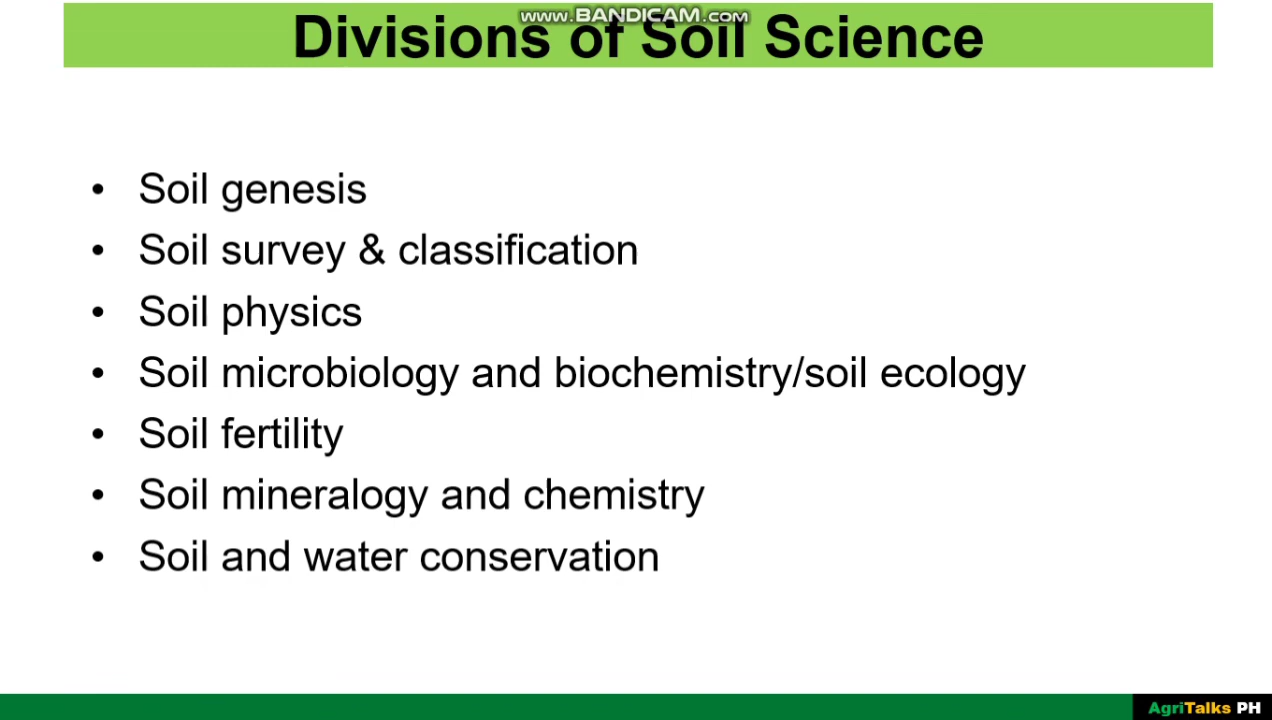 www.BANDICAM.com
Divisions of Soil Science
• Soil genesis
• Soil survey & classification
• Soil physics
• Soil microbiology and biochemistry/soil ecology
• Soil fertility
• Soil mineralogy and chemistry
• Soil and water conservation
AgriTalks PH